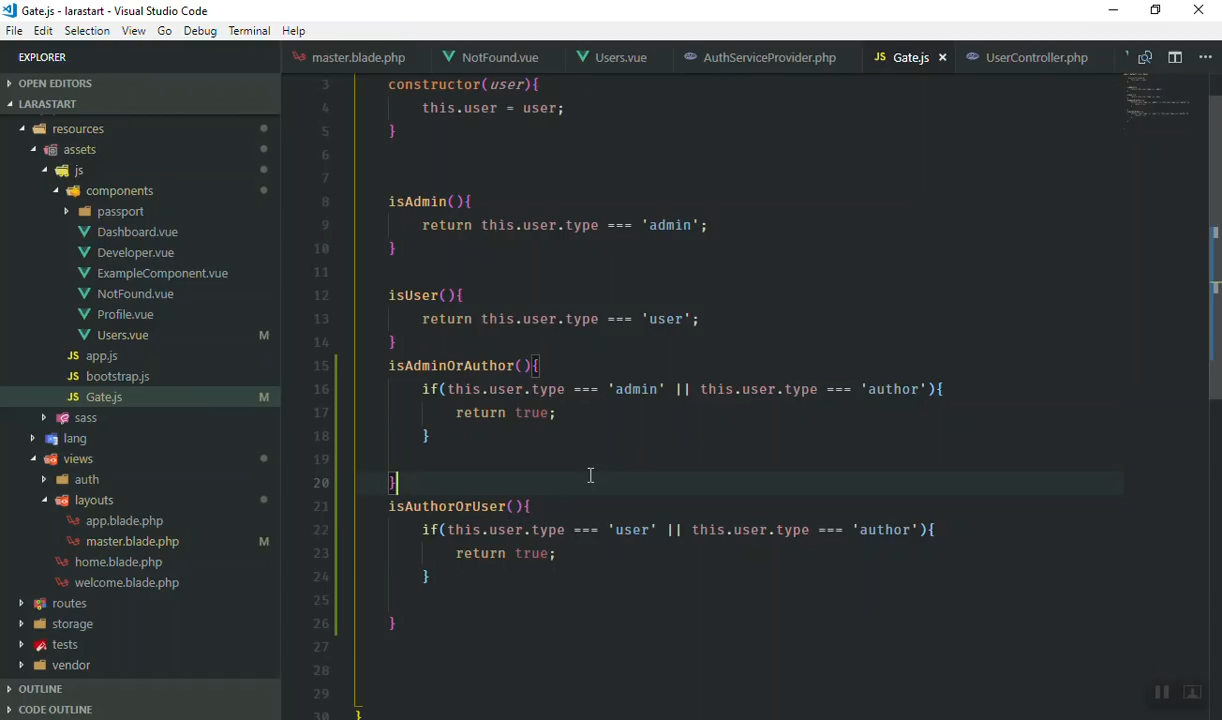 Gate.js - larastart - Visual Studio Code
File Edit Selection View Go Debug Terminal Help
EXPLORER
OPEN EDITORS
LARASTART
resources
assets
js
components
passport
Dashboard.vue
Developer.vue
ExampleComponent.vue
NotFound.vue
Profile.vue
Users.vue M
JS app.js
JS bootstrap.js
JS Gate.js M
sass
lang
views
auth
layouts
app.blade.php
master.blade.php M
home.blade.php
welcome.blade.php
routes
storage
tests
vendor
OUTLINE
CODE OUTLINE
master.blade.php NotFound.vue Users.vue AuthServiceProvider.php JS Gate.js UserController.php
3 constructor(user){
4 this.user = user;
5 }
6
7
8 isAdmin(){
9 return this.user.type === 'admin';
10 }
11
12 isUser(){
13 return this.user.type === 'user';
14 }
15 isAdminOrAuthor(){
16 if(this.user.type === 'admin' || this.user.type === 'author'){
17 return true;
18 }
19
20 }
21 isAuthorOrUser(){
22 if(this.user.type === 'user' || this.user.type === 'author'){
23 return true;
24 }
25
26 }
27
28
29
30 }